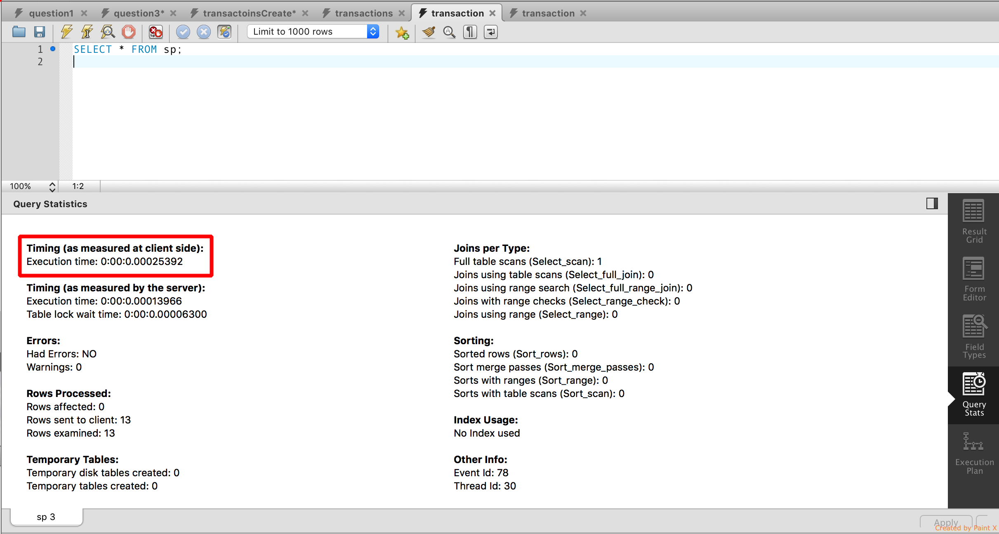 question1 question3* transactoinsCreate* transactions transaction transaction
Limit to 1000 rows
1 SELECT * FROM sp;
2
100% 1:2
Query Statistics
Timing (as measured at client side):
Execution time: 0:00:0.00025392
Timing (as measured by the server):
Execution time: 0:00:0.00013966
Table lock wait time: 0:00:0.00006300
Errors:
Had Errors: NO
Warnings: 0
Rows Processed:
Rows affected: 0
Rows sent to client: 13
Rows examined: 13
Temporary Tables:
Temporary disk tables created: 0
Temporary tables created: 0
Joins per Type:
Full table scans (Select_scan): 1
Joins using table scans (Select_full_join): 0
Joins using range search (Select_full_range_join): 0
Joins with range checks (Select_range_check): 0
Joins using range (Select_range): 0
Sorting:
Sorted rows (Sort_rows): 0
Sort merge passes (Sort_merge_passes): 0
Sorts with ranges (Sort_range): 0
Sorts with table scans (Sort_scan): 0
Index Usage:
No Index used
Other Info:
Event Id: 78
Thread Id: 30
Result
Grid
Form
Editor
Field
Types
Query
Stats
Execution
Plan
sp 3
Apply
Created by Paint X